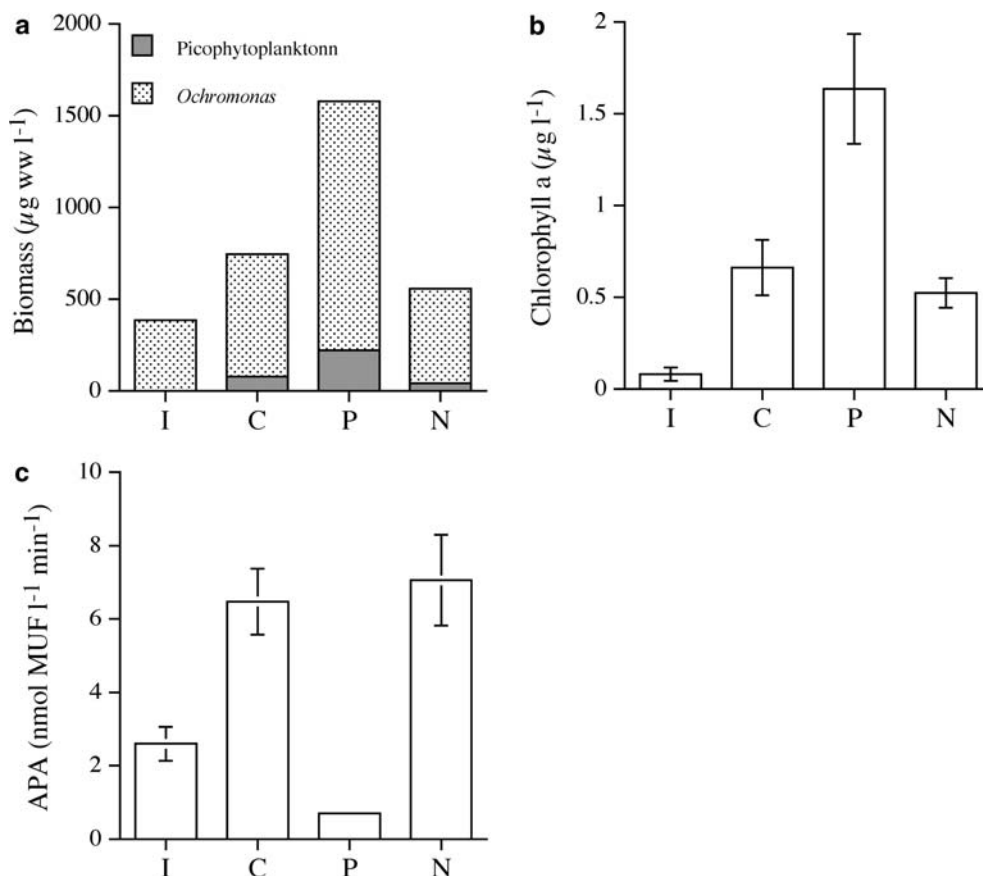 a
Biomass (µg ww l-1)
2000
1500
1000
500
0
Picophytoplanktonn
Ochromonas
I C P N
b
Chlorophyll a (µg l-1)
2
1.5
1
0.5
0
I C P N
c
APA (nmol MUF l-1 min-1)
10
8
6
4
2
0
I C P N